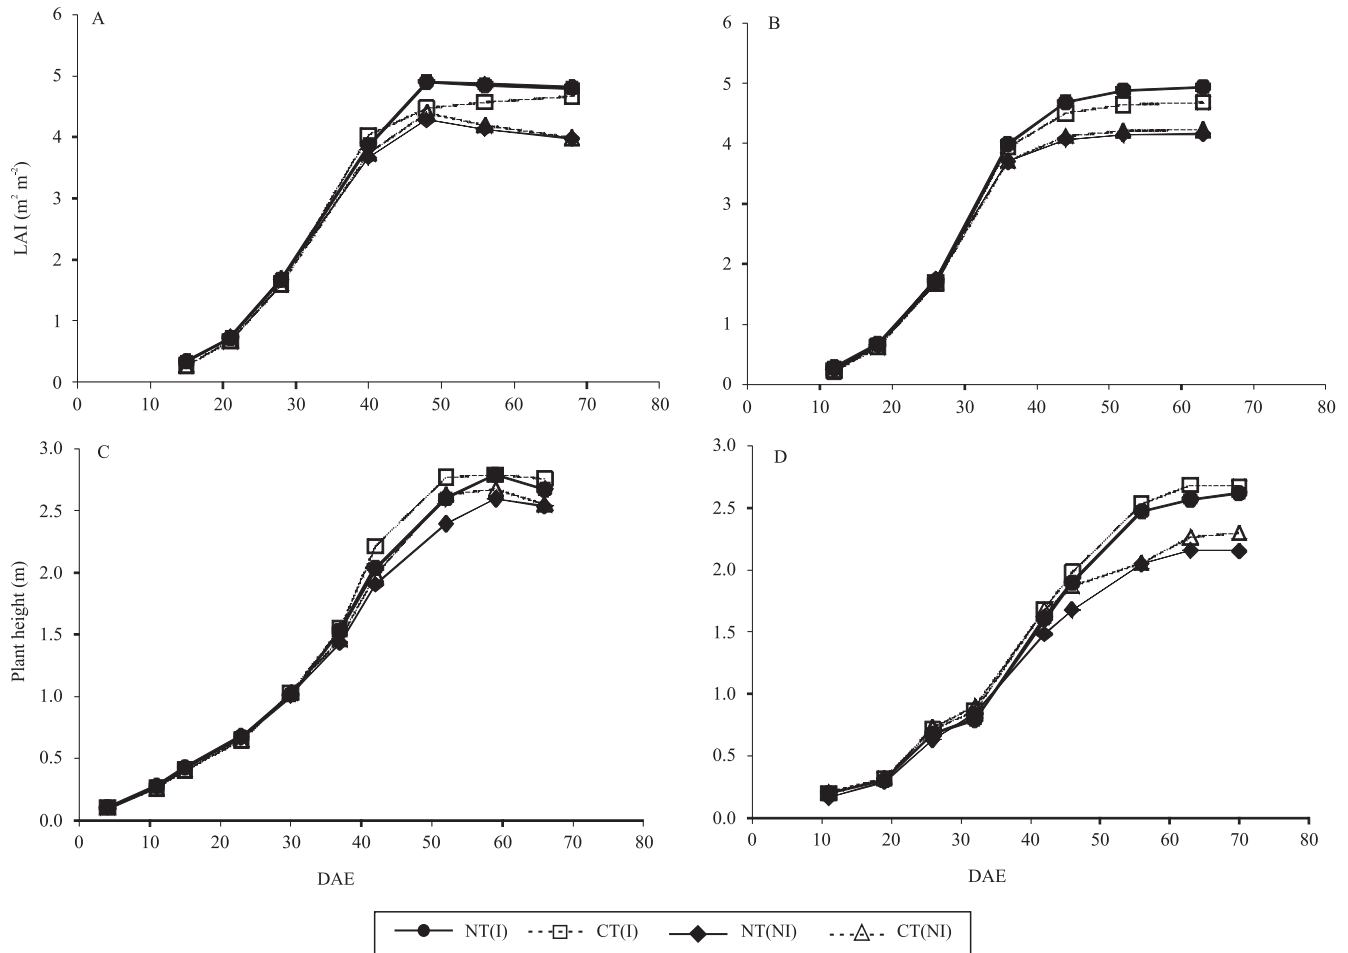 A
6
5
4
3
2
1
0
LAI (m² m⁻²)
0 10 20 30 40 50 60 70 80
B
6
5
4
3
2
1
0
0 10 20 30 40 50 60 70 80
C
3.0
2.5
2.0
1.5
1.0
0.5
0.0
Plant height (m)
0 10 20 30 40 50 60 70 80
DAE
D
3.0
2.5
2.0
1.5
1.0
0.5
0.0
0 10 20 30 40 50 60 70 80
DAE
NT(I) CT(I) NT(NI) CT(NI)